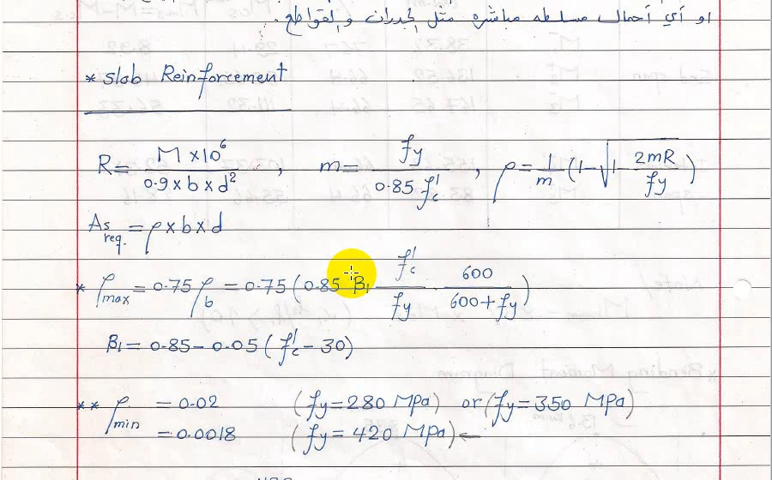 او أي أحمال مسلطه مباشره مثل الجدران والقواطع.
* Slab Reinforcement
R = M×10⁶ / 0.9×b×d² , m = fy / 0.85 f'c , ρ = 1/m (1-√(1- 2mR/fy))
As req. = ρ×b×d
* ρmax = 0.75 ρb = 0.75 (0.85 β1 f'c/fy · 600/(600+fy))
β1 = 0.85 - 0.05 (f'c - 30)
** ρmin = 0.02 (fy = 280 MPa) or (fy = 350 MPa)
= 0.0018 (fy = 420 MPa) ←